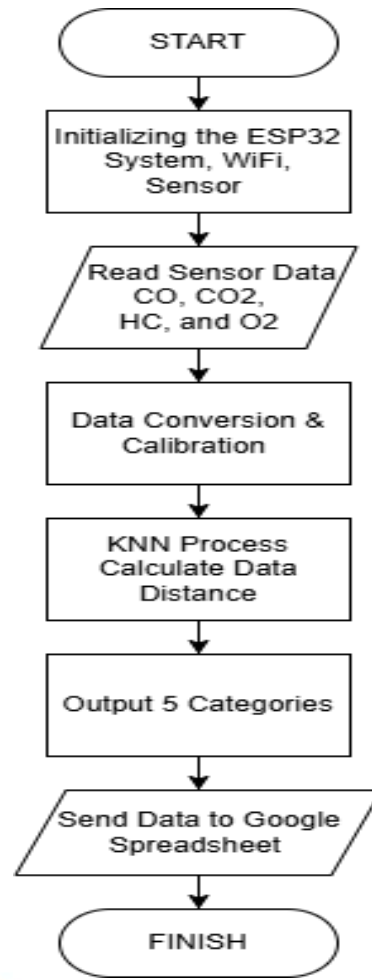 START
Initializing the ESP32
System, WiFi,
Sensor
Read Sensor Data
CO, CO2,
HC, and O2
Data Conversion &
Calibration
KNN Process
Calculate Data
Distance
Output 5 Categories
Send Data to Google
Spreadsheet
FINISH